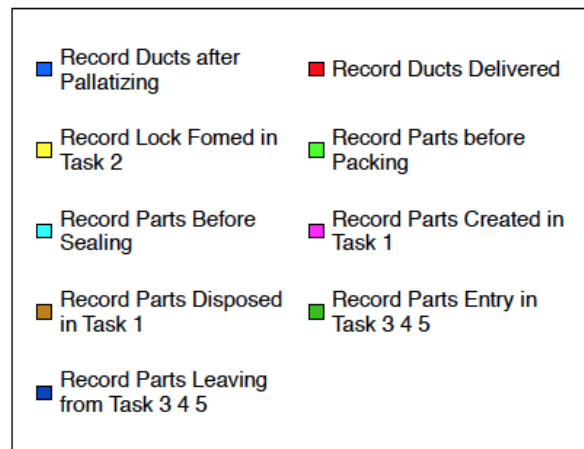 Record Ducts after
Pallatizing
Record Ducts Delivered
Record Lock Fomed in
Task 2
Record Parts before
Packing
Record Parts Before
Sealing
Record Parts Created in
Task 1
Record Parts Disposed
in Task 1
Record Parts Entry in
Task 3 4 5
Record Parts Leaving
from Task 3 4 5